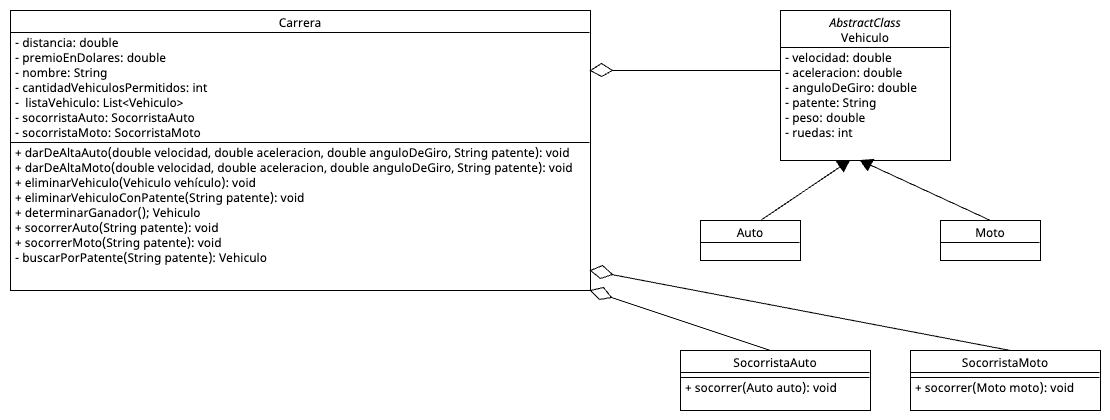 Carrera
- distancia: double
- premioEnDolares: double
- nombre: String
- cantidadVehiculosPermitidos: int
-  listaVehiculo: List<Vehiculo>
- socorristaAuto: SocorristaAuto
- socorristaMoto: SocorristaMoto
+ darDeAltaAuto(double velocidad, double aceleracion, double anguloDeGiro, String patente): void
+ darDeAltaMoto(double velocidad, double aceleracion, double anguloDeGiro, String patente): void
+ eliminarVehiculo(Vehiculo vehículo): void
+ eliminarVehiculoConPatente(String patente): void
+ determinarGanador(); Vehiculo
+ socorrerAuto(String patente): void
+ socorrerMoto(String patente): void
- buscarPorPatente(String patente): Vehiculo
AbstractClass
Vehiculo
- velocidad: double
- aceleracion: double
- anguloDeGiro: double
- patente: String
- peso: double
- ruedas: int
Auto
Moto
SocorristaAuto
+ socorrer(Auto auto): void
SocorristaMoto
+ socorrer(Moto moto): void